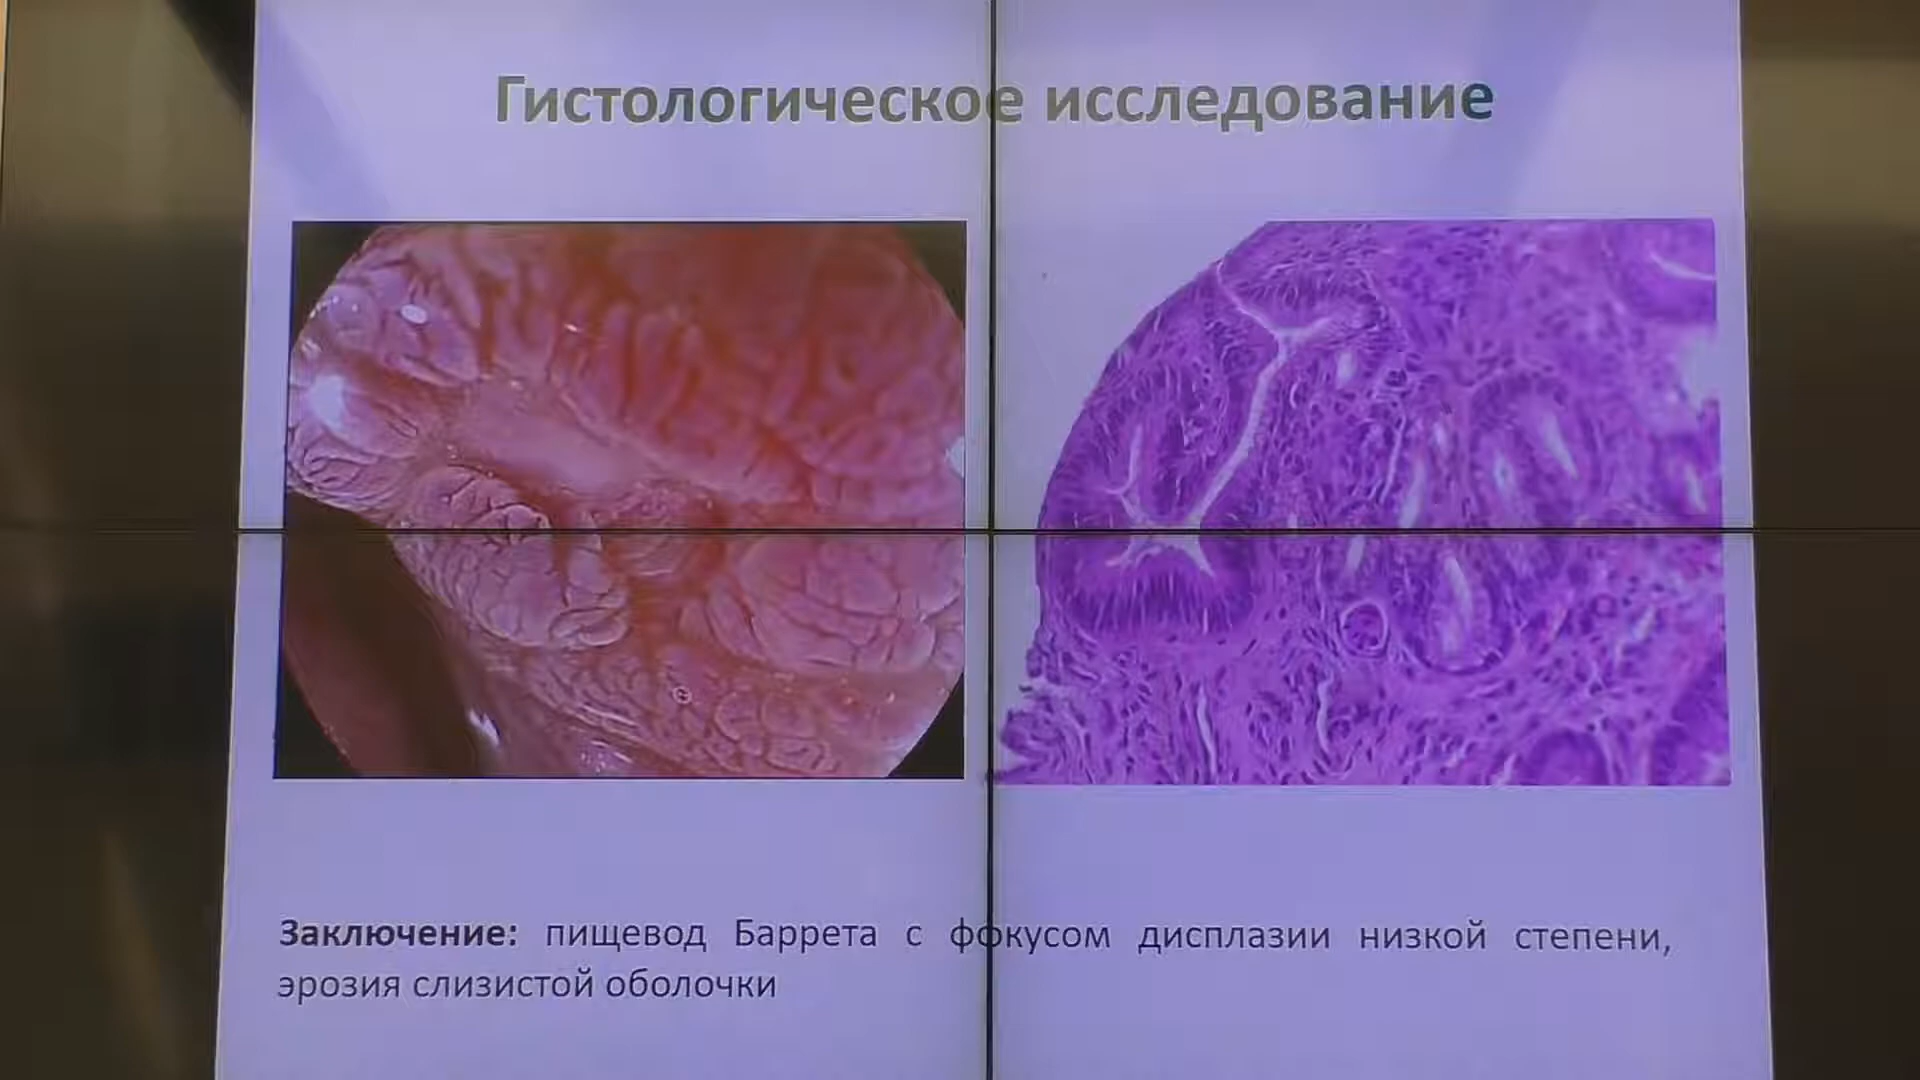 Гистологическое исследование
Заключение: пищевод Баррета с фокусом дисплазии низкой степени,
эрозия слизистой оболочки